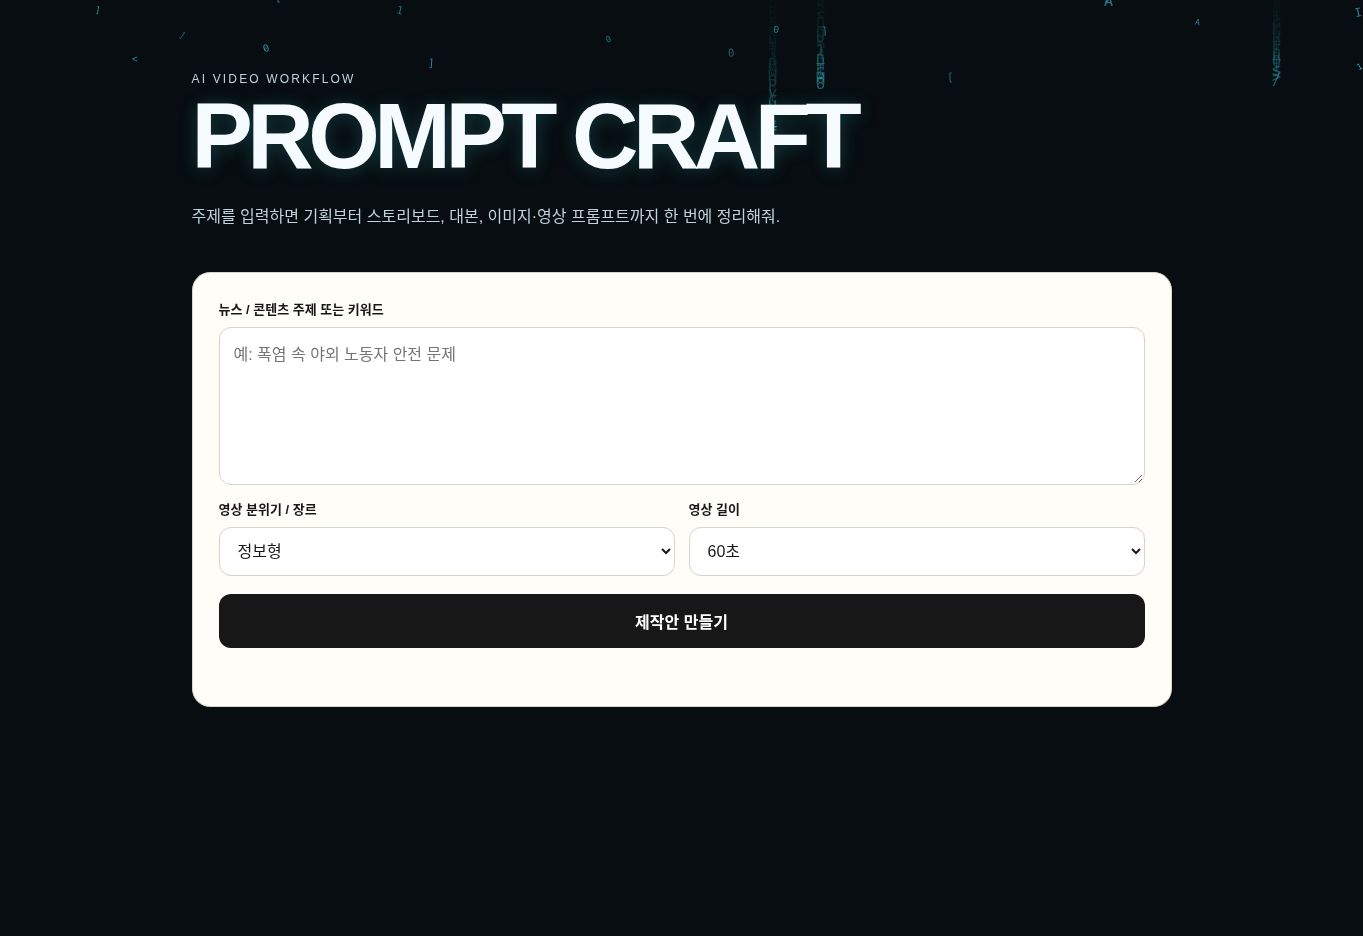 AI VIDEO WORKFLOW
PROMPT CRAFT
주제를 입력하면 기획부터 스토리보드, 대본, 이미지·영상 프롬프트까지 한 번에 정리해줘.
뉴스 / 콘텐츠 주제 또는 키워드
예: 폭염 속 야외 노동자 안전 문제
영상 분위기 / 장르
영상 길이
정보형
60초
제작안 만들기